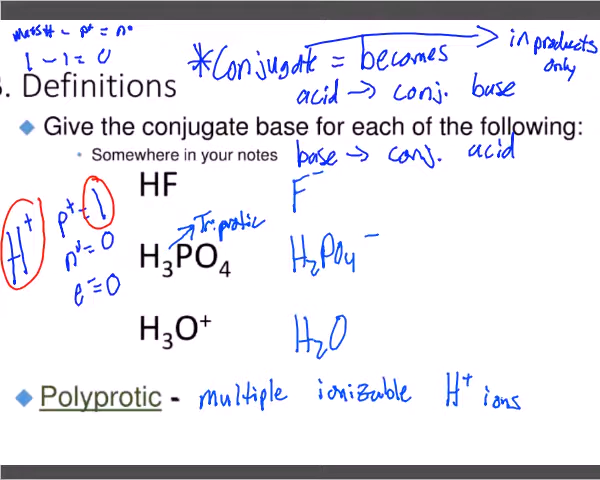 mass# - p⁺ = n°
1 - 1 = 0
*Conjugate = becomes
in products only
acid → conj. base
3. Definitions
Give the conjugate base for each of the following:
Somewhere in your notes
base → conj. acid
HF
F⁻
H⁺
p⁺ = 1
n° = 0
e⁻ = 0
Triprotic
H₃PO₄
H₂PO₄⁻
H₃O⁺
H₂O
Polyprotic - multiple ionizable H⁺ ions